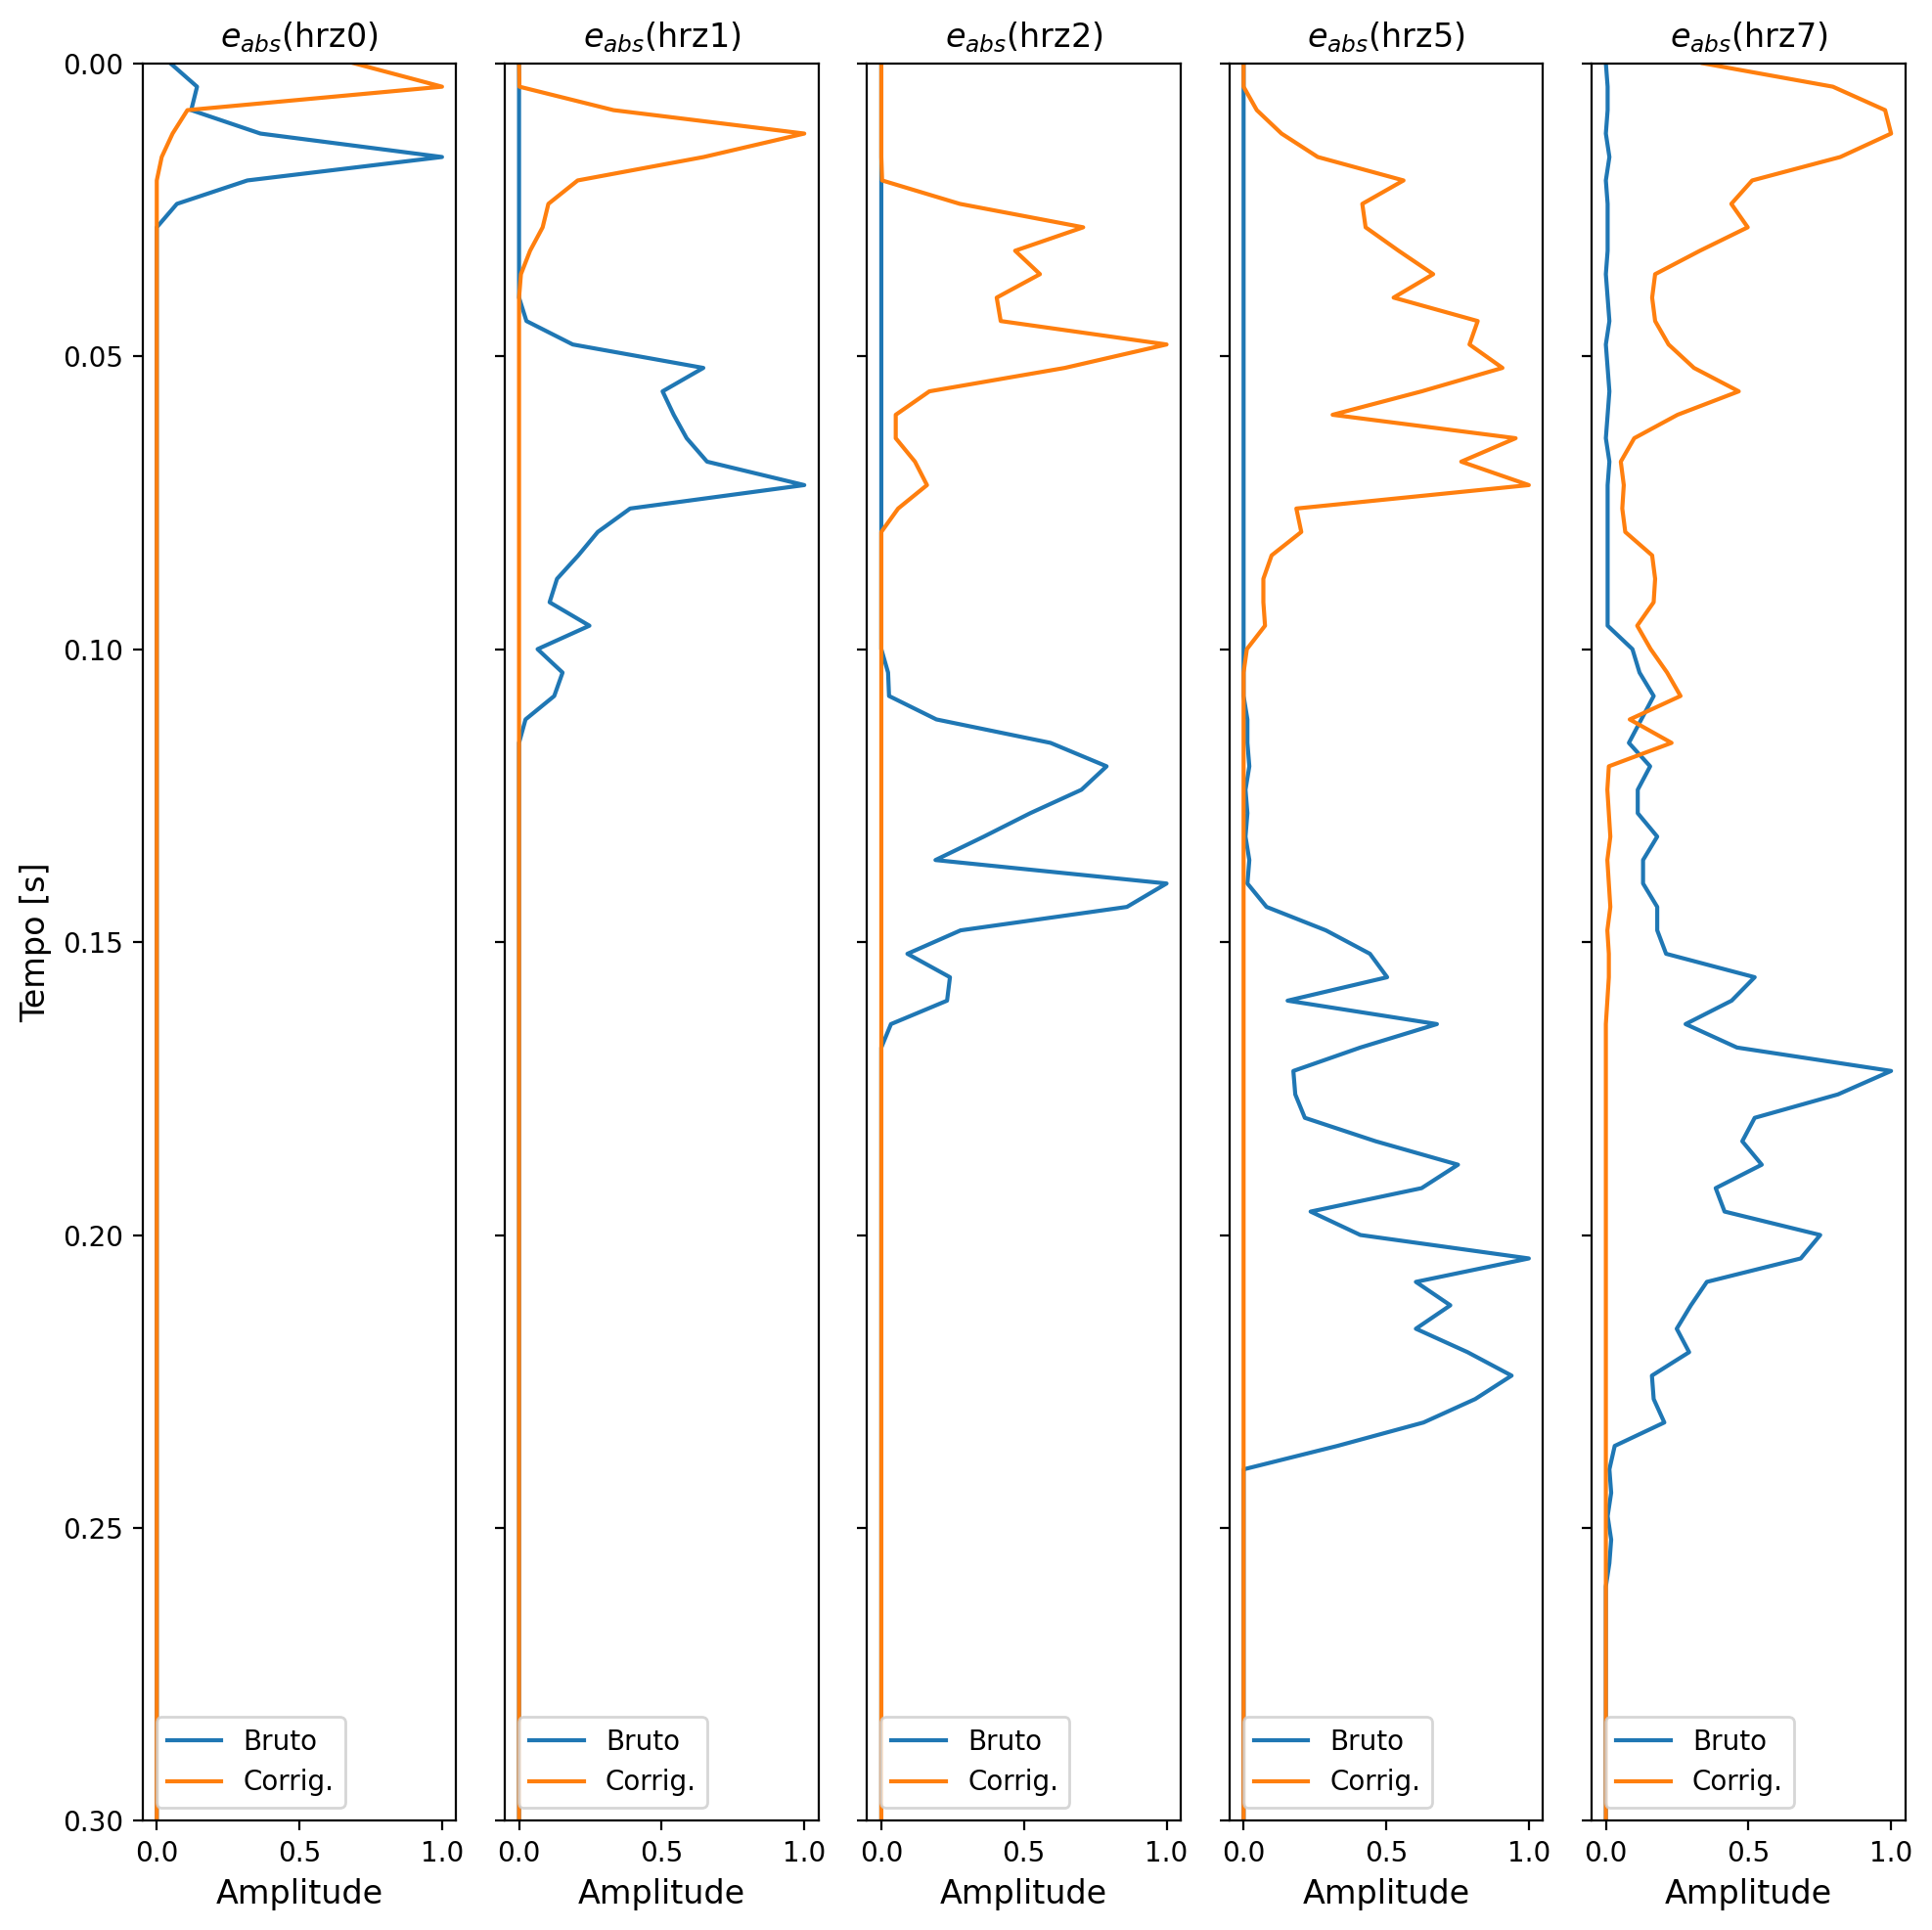 e_abs(hrz0) e_abs(hrz1) e_abs(hrz2) e_abs(hrz5) e_abs(hrz7)
0.00
0.05
0.10
0.15
0.20
0.25
0.30
Tempo [s]
Bruto
Corrig.
Bruto
Corrig.
Bruto
Corrig.
Bruto
Corrig.
Bruto
Corrig.
0.0 0.5 1.0 0.0 0.5 1.0 0.0 0.5 1.0 0.0 0.5 1.0 0.0 0.5 1.0
Amplitude Amplitude Amplitude Amplitude Amplitude